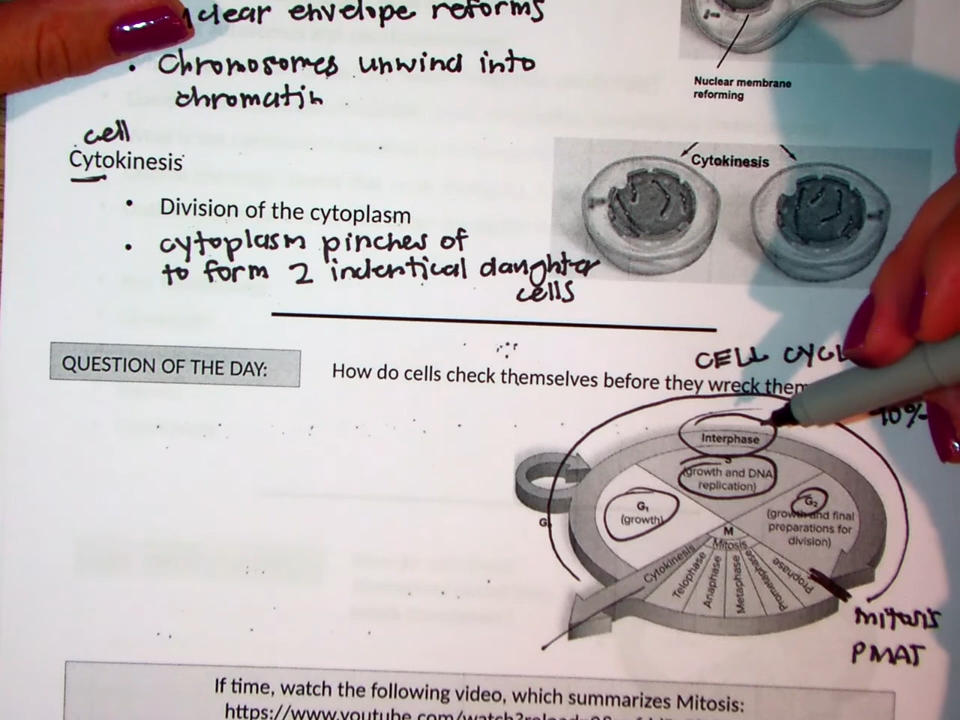 nuclear envelope reforms
• Chromosomes unwind into
chromatin
Nuclear membrane
reforming
cell
Cytokinesis
Cytokinesis
• Division of the cytoplasm
• cytoplasm pinches of
to form 2 indentical daughter
cells
CELL CYCL
QUESTION OF THE DAY:
How do cells check themselves before they wreck them
90%
Interphase
S
(growth and DNA
replication)
G₁
(growth)
G₂
(growth and final
preparations for
division)
G
M
Mitosis
Cytokinesis
Telophase
Anaphase
Metaphase
Prometaphase
Prophase
mitosis
PMAT
If time, watch the following video, which summarizes Mitosis: